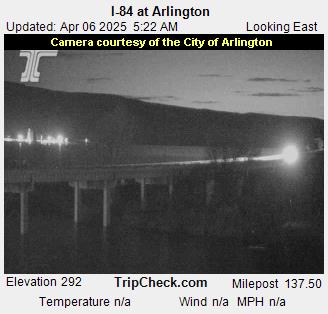 I-84 at Arlington
Updated: Apr 06 2025 5:22 AM Looking East
Camera courtesy of the City of Arlington
Elevation 292 TripCheck.com Milepost 137.50
Temperature n/a Wind n/a MPH n/a